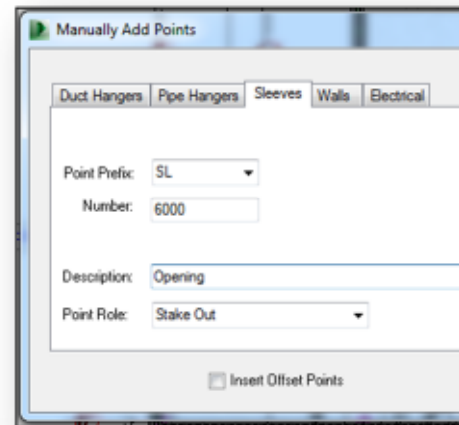 Manually Add Points
Duct Hangers Pipe Hangers Sleeves Walls Electrical
Point Prefix: SL
Number: 6000
Description: Opening
Point Role: Stake Out
Insert Offset Points